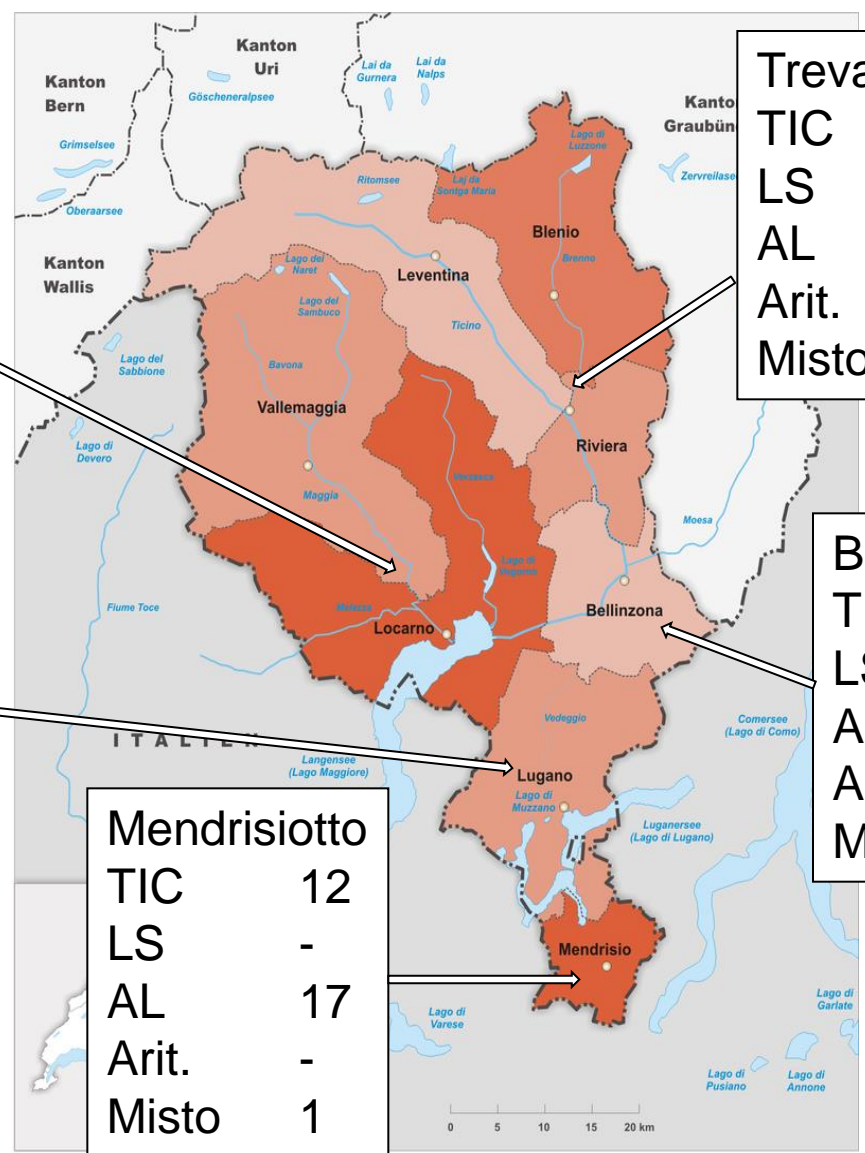 Kanton
Uri
Kanton
Bern
Göscheneralpsee
Lai da
Gurnera
Lai da
Nalps
Grimselsee
Oberaarsee
Kanton
Wallis
Ritomsee
Lai da
Sontga Maria
Lago di
Luzzone
Zervreilase
Kanto
Graubün
Treva
TIC
LS
AL
Arit.
Misto
Blenio
Brenno
Leventina
Lago del
Naret
Lago del
Sambuco
Ticino
Lago del
Sabbione
Bavona
Vallemaggia
Lago di
Devero
Riviera
Maggia
Verzasca
Moesa
Lago di
Vogorno
Fiume Toce
Melezza
Locarno
Bellinzona
B
T
LS
A
A
M
Vedeggio
ITALIEN
Langensee
(Lago Maggiore)
Lugano
Lago di
Muzzano
Comersee
(Lago di Como)
Luganersee
(Lago di Lugano)
Mendrisiotto
TIC 12
LS -
AL 17
Arit. -
Misto 1
Mendrisio
Lago di
Varese
Lago di
Garlate
Lago di
Pusiano
Lago di
Annone
0 5 10 15 20 km